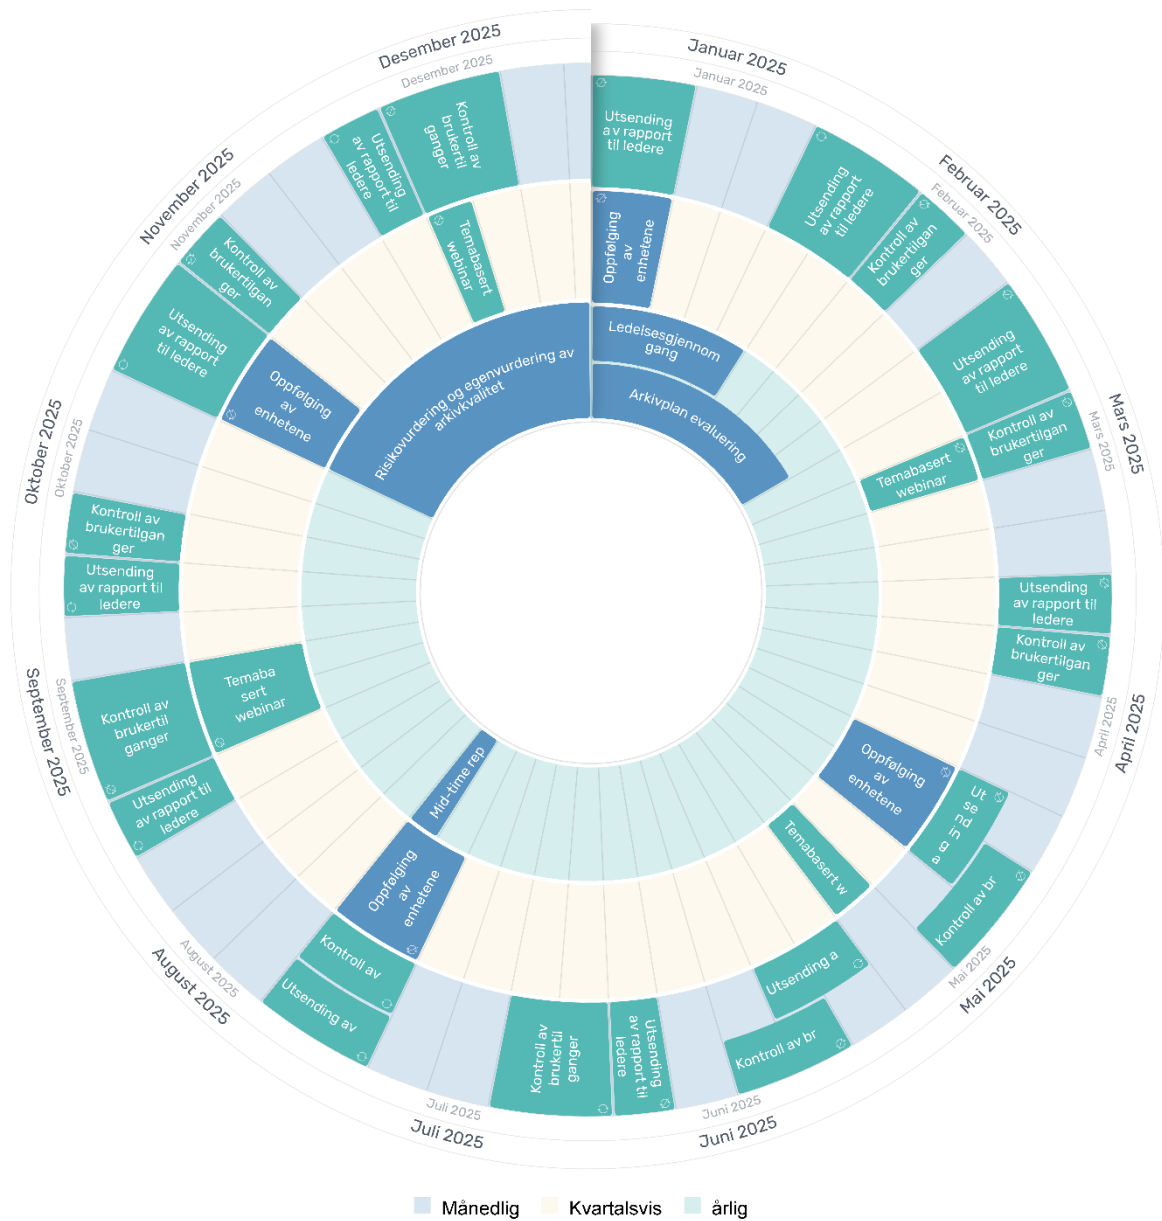 Januar 2025
Januar 2025
Februar 2025
Februar 2025
Mars 2025
Mars 2025
April 2025
April 2025
Mai 2025
Mai 2025
Juni 2025
Juni 2025
Juli 2025
Juli 2025
August 2025
August 2025
September 2025
September 2025
Oktober 2025
Oktober 2025
November 2025
November 2025
Desember 2025
Desember 2025
Utsending
av rapport
til ledere
Utsending
av rapport
til ledere
Kontroll av
brukertilgan
ger
Utsending
av rapport
til ledere
Kontroll av
brukertilgan
ger
Utsending
av rapport til
ledere
Kontroll av
brukertilgan
ger
Ut
se
nd
in
g
a
Kontroll av br
Utsending a
Kontroll av br
Utsending
av rapport til
ledere
Kontroll av
brukertil
ganger
Kontroll av
Utsending av
Utsending
av rapport til
ledere
Kontroll av
brukertil
ganger
Utsending
av rapport til
ledere
Kontroll av
brukertilgan
ger
Utsending
av rapport
til ledere
Kontroll av
brukertilgan
ger
Utsending
av rapport til
ledere
Kontroll av
brukertil
ganger
Oppfølging
av
enhetene
Temabasert
webinar
Oppfølging
av
enhetene
Temabasert w
Oppfølging
av
enhetene
Temaba
sert
webinar
Oppfølging
av
enhetene
Temabasert
webinar
Ledelsesgjennom
gang
Arkivplan evaluering
Mid-time rep
Risikovurdering og egenvurdering av
arkivkvalitet
Månedlig
Kvartalsvis
årlig